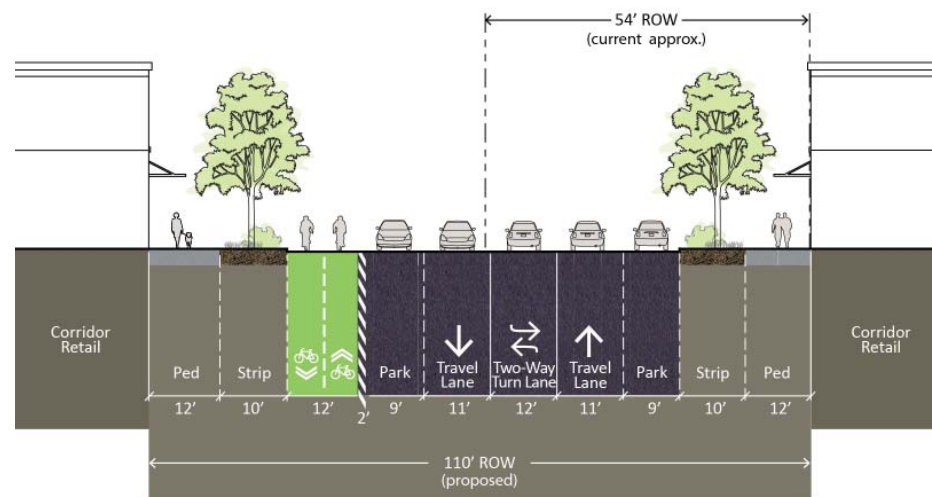 54’ ROW
(current approx.)
Corridor
Retail
Ped
Strip
Park
Travel
Lane
Two-Way
Turn Lane
Travel
Lane
Park
Strip
Ped
Corridor
Retail
12’
10’
12’
2’
9’
11’
12’
11’
9’
10’
12’
110’ ROW
(proposed)